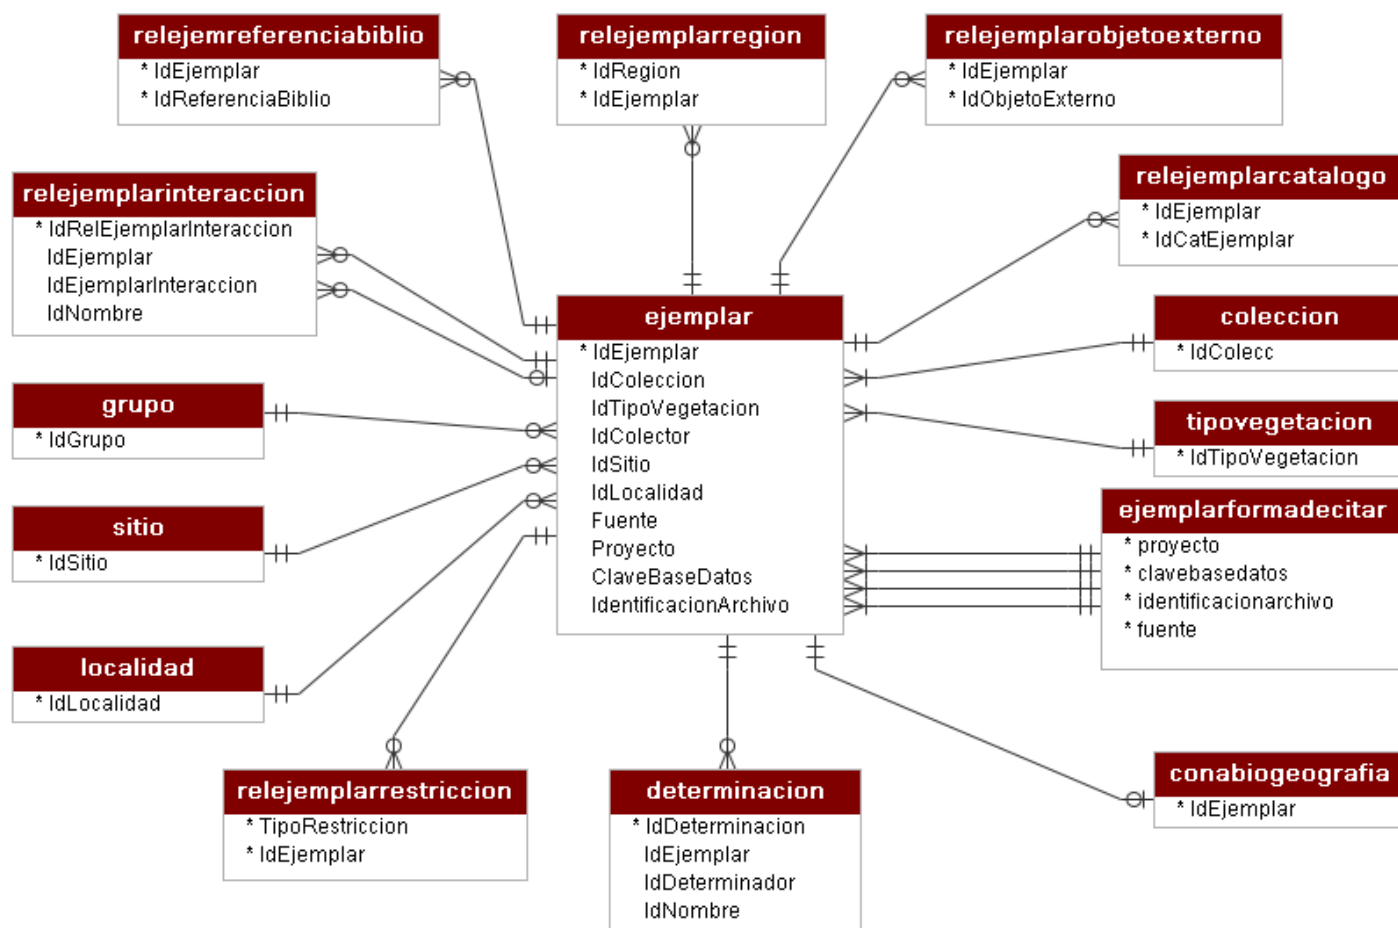 relejemreferenciabiblio
* IdEjemplar
* IdReferenciaBiblio
relejemplarregion
* IdRegion
* IdEjemplar
relejemplarobjetoexterno
* IdEjemplar
* IdObjetoExterno
relejemplarinteraccion
* IdRelEjemplarInteraccion
IdEjemplar
IdEjemplarInteraccion
IdNombre
relejemplarcatalogo
* IdEjemplar
* IdCatEjemplar
ejemplar
* IdEjemplar
IdColeccion
IdTipoVegetacion
IdColector
IdSitio
IdLocalidad
Fuente
Proyecto
ClaveBaseDatos
IdentificacionArchivo
coleccion
* IdColecc
grupo
* IdGrupo
tipovegetacion
* IdTipoVegetacion
sitio
* IdSitio
ejemplarformadecitar
* proyecto
* clavebasedatos
* identificacionarchivo
* fuente
localidad
* IdLocalidad
relejemplarrestriccion
* TipoRestriccion
* IdEjemplar
determinacion
* IdDeterminacion
IdEjemplar
IdDeterminador
IdNombre
conabiogeografia
* IdEjemplar